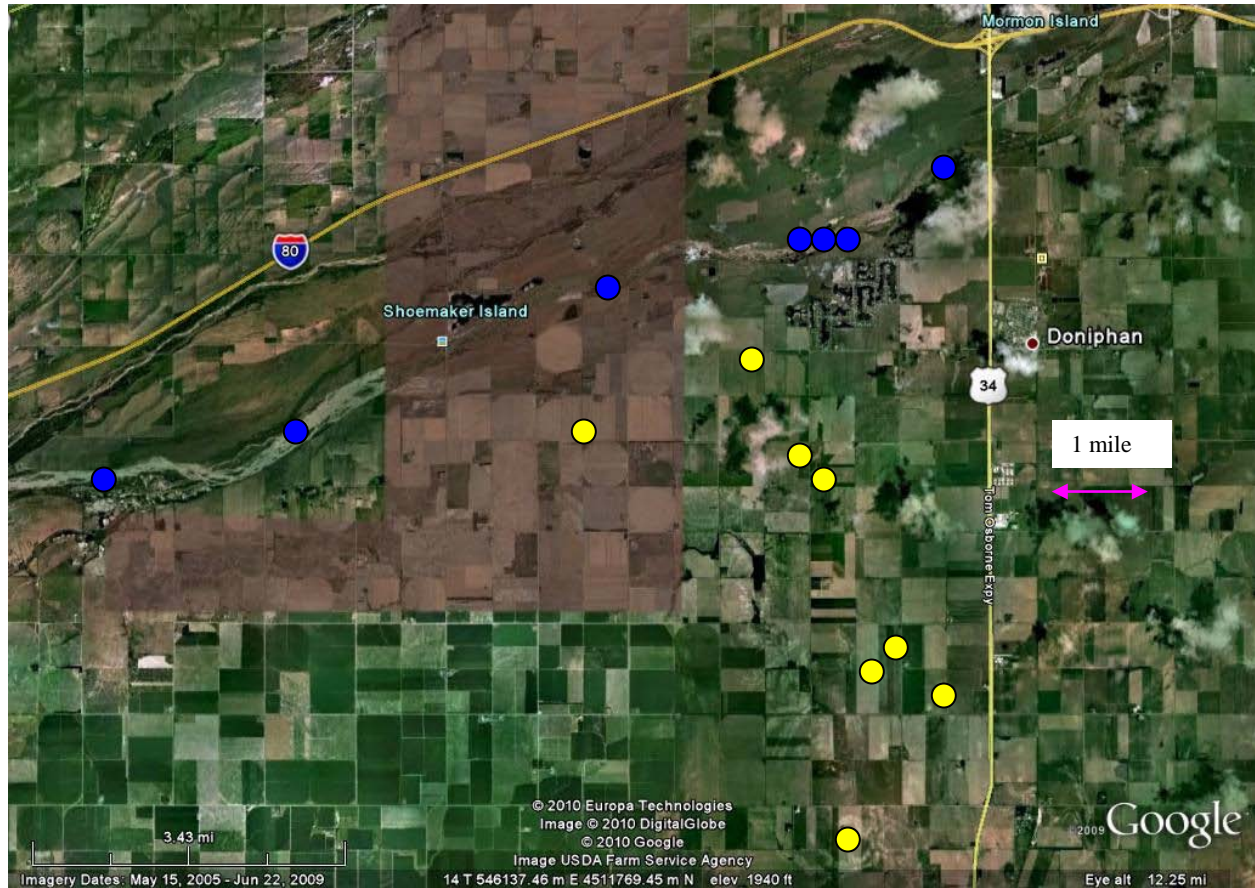 Mormon Island
80
Shoemaker Island
Doniphan
34
1 mile
Tom Osborne Expy
3.43 mi
© 2010 Europa Technologies
Image © 2010 DigitalGlobe
© 2010 Google
Image USDA Farm Service Agency
©2009 Google
Imagery Dates: May 15, 2005 - Jun 22, 2009
14 T 546137.46 m E 4511769.45 m N elev 1940 ft
Eye alt 12.25 mi